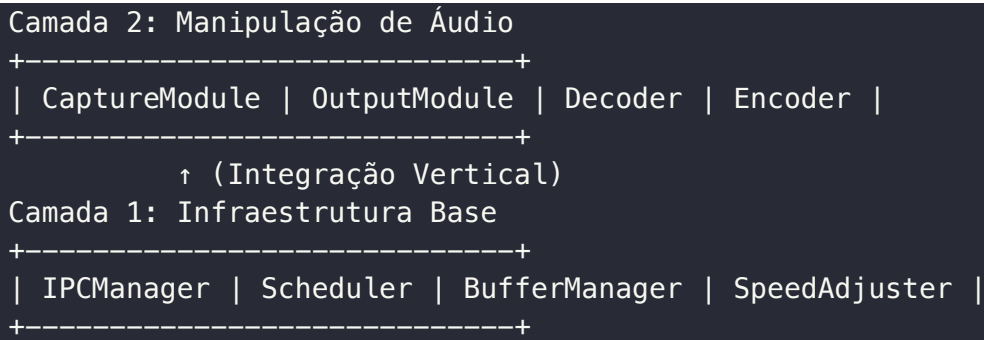 Camada 2: Manipulação de Áudio
+-----------------------------+
| CaptureModule | OutputModule | Decoder | Encoder |
+-----------------------------+
↑ (Integração Vertical)
Camada 1: Infraestrutura Base
+-----------------------------+
| IPCManager | Scheduler | BufferManager | SpeedAdjuster |
+-----------------------------+